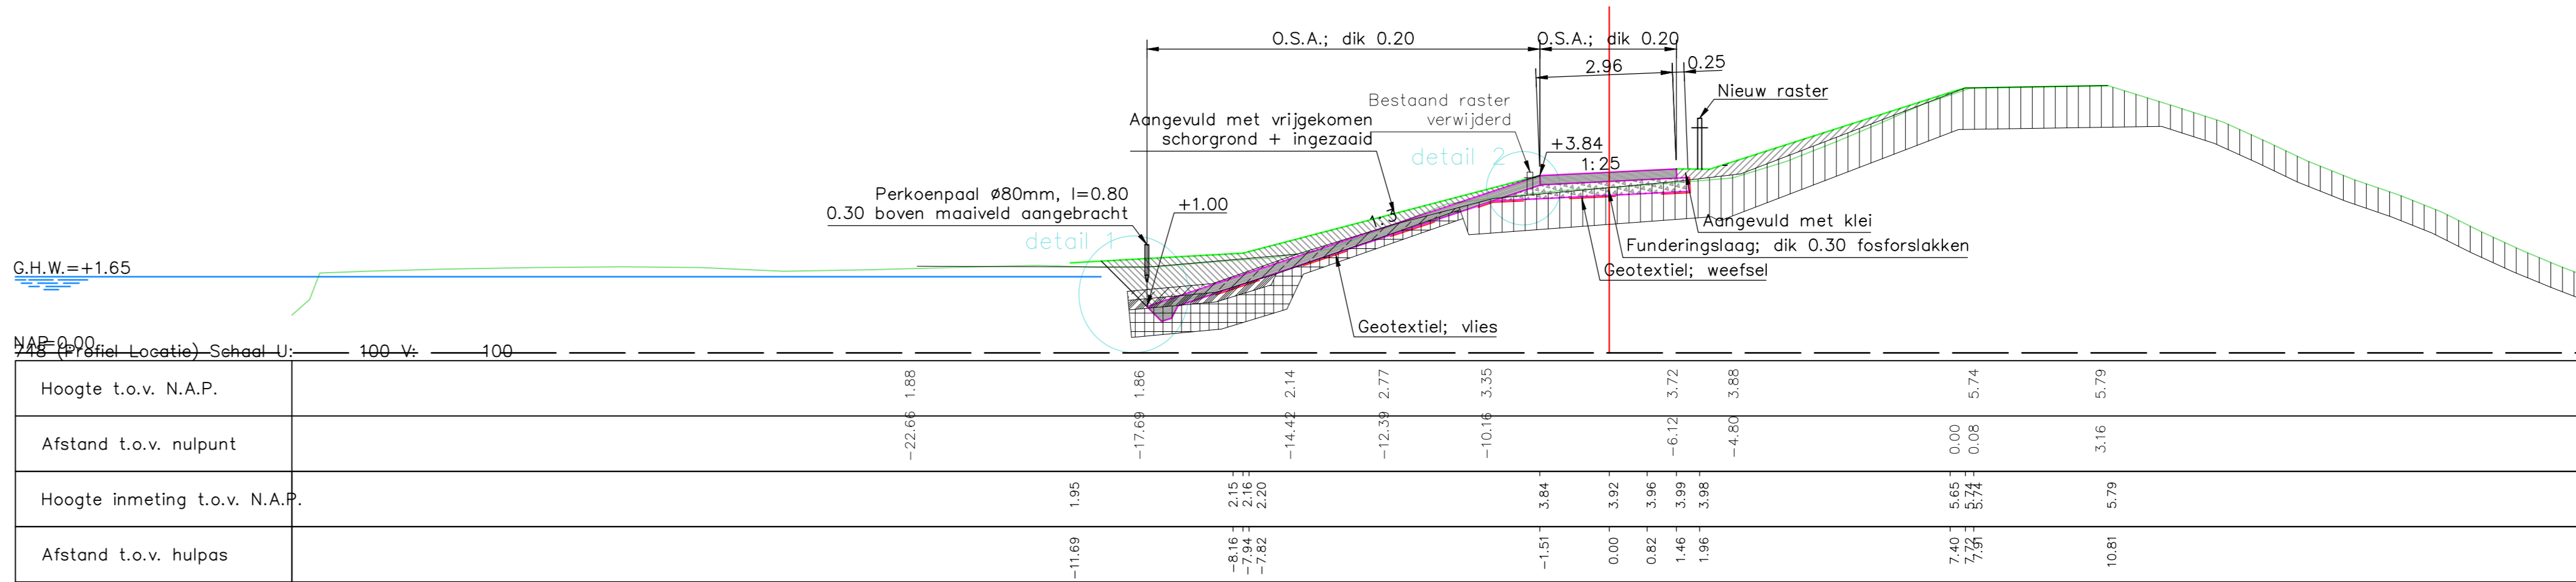 O.S.A.; dik 0.20
O.S.A.; dik 0.20
2.96
0.25
Nieuw raster
Bestaand raster
verwijderd
Aangevuld met vrijgekomen
schorgrond + ingezaaid
detail 2
+3.84
1:25
Perkoenpaal ø80mm, l=0.80
0.30 boven maaiveld aangebracht
+1.00
1:3
detail 1
Aangevuld met klei
Funderingslaag; dik 0.30 fosforslakken
Geotextiel; weefsel
G.H.W.=+1.65
Geotextiel; vlies
NAP=0.00
748 (Profiel Locatie) Schaal U: 100 V: 100
Hoogte t.o.v. N.A.P. 1.88 1.86 2.14 2.77 3.35 3.72 3.88 5.74 5.79
Afstand t.o.v. nulpunt -22.66 -17.69 -14.42 -12.39 -10.16 -6.12 -4.80 0.00 0.08 3.16
Hoogte inmeting t.o.v. N.A.P. 1.95 2.15 2.16 2.20 3.84 3.92 3.96 3.99 3.98 5.65 5.74 5.74 5.79
Afstand t.o.v. hulpas -11.69 -8.16 -7.94 -7.82 -1.51 0.00 0.82 1.46 1.96 7.40 7.72 7.91 10.81